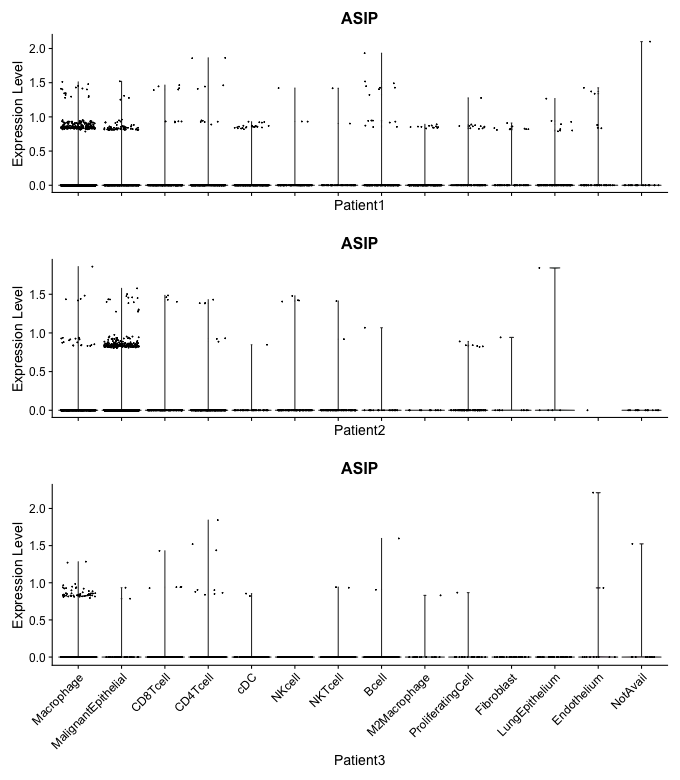 ASIP
Expression Level
2.0
1.5
1.0
0.5
0.0
Patient1
ASIP
Expression Level
1.5
1.0
0.5
0.0
Patient2
ASIP
Expression Level
2.0
1.5
1.0
0.5
0.0
Macrophage
MalignantEpithelial
CD8Tcell
CD4Tcell
cDC
NKcell
NKTcell
Bcell
M2Macrophage
ProliferatingCell
Fibroblast
LungEpithelium
Endothelium
NotAvail
Patient3